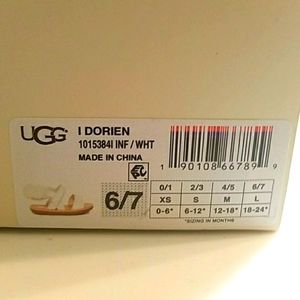 UGG
I DORIEN
1015384I INF / WHT
MADE IN CHINA
1 90108 66789 9
6/7
0/1 2/3 4/5 6/7
XS S M L
0-6* 6-12* 12-18* 18-24*
*SIZING IN MONTHS